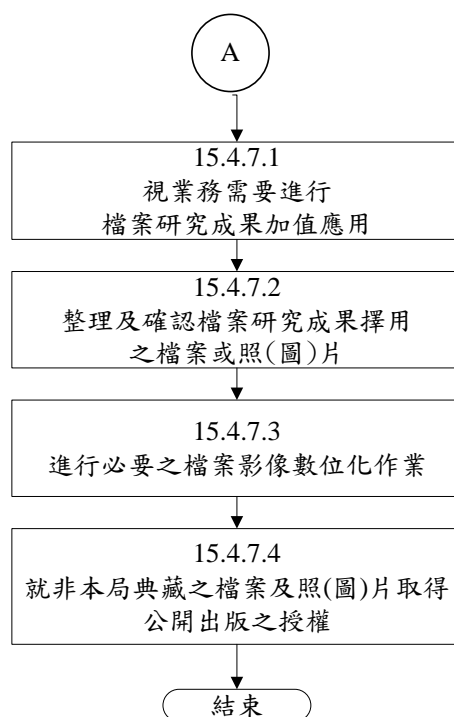 A
15.4.7.1
視業務需要進行
檔案研究成果加值應用
15.4.7.2
整理及確認檔案研究成果擇用
之檔案或照(圖)片
15.4.7.3
進行必要之檔案影像數位化作業
15.4.7.4
就非本局典藏之檔案及照(圖)片取得
公開出版之授權
結束